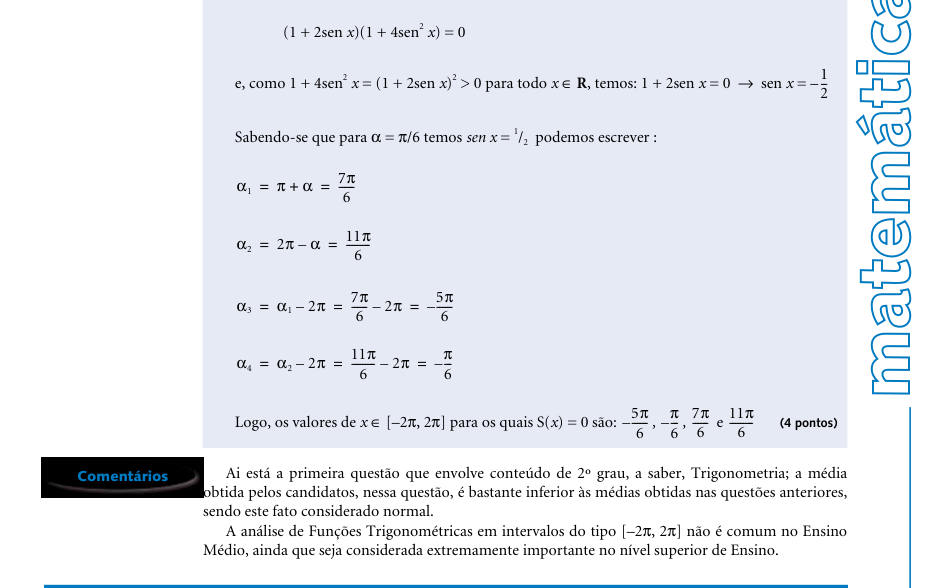 (1 + 2sen x)(1 + 4sen² x) = 0
e, como 1 + 4sen² x = (1 + 2sen x)² > 0 para todo x ∈ R, temos: 1 + 2sen x = 0 → sen x = –1/2
Sabendo-se que para α = π/6 temos sen x = ¹/₂ podemos escrever :
α₁ = π + α = 7π/6
α₂ = 2π – α = 11π/6
α₃ = α₁ – 2π = 7π/6 – 2π = –5π/6
α₄ = α₂ – 2π = 11π/6 – 2π = –π/6
Logo, os valores de x ∈ [–2π, 2π] para os quais S(x) = 0 são: –5π/6 , –π/6 , 7π/6 e 11π/6 (4 pontos)
Comentários
Ai está a primeira questão que envolve conteúdo de 2º grau, a saber, Trigonometria; a média
obtida pelos candidatos, nessa questão, é bastante inferior às médias obtidas nas questões anteriores,
sendo este fato considerado normal.
A análise de Funções Trigonométricas em intervalos do tipo [–2π, 2π] não é comum no Ensino
Médio, ainda que seja considerada extremamente importante no nível superior de Ensino.
matemática